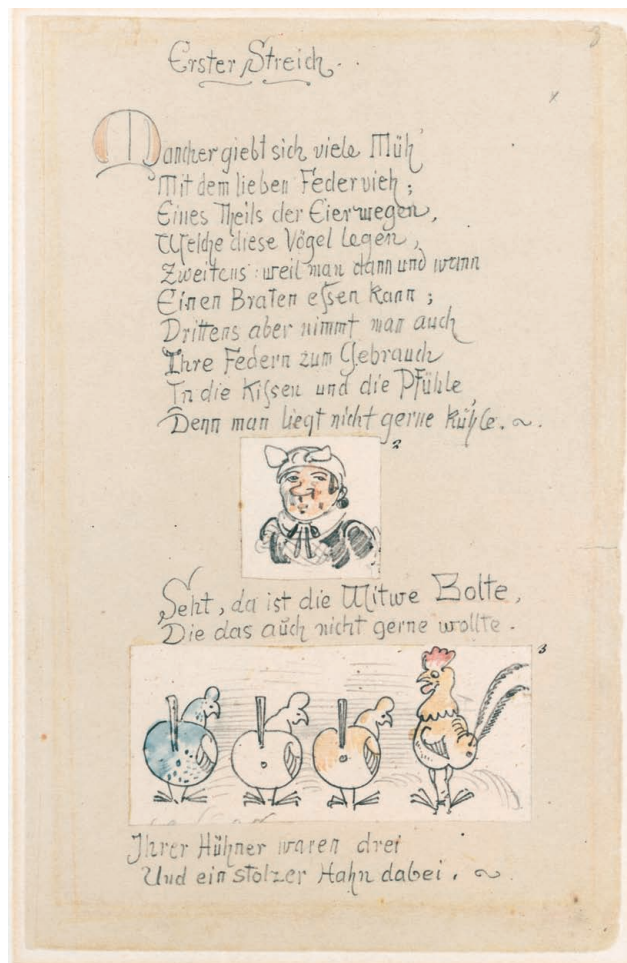 3
Erster Streich.
Mancher giebt sich viele Müh'
Mit dem lieben Federvieh;
Eines Theils der Eier wegen,
Welche diese Vögel legen,
Zweitens: weil man dann und wann
Einen Braten essen kann;
Drittens aber nimmt man auch
Ihre Federn zum Gebrauch
In die Kissen und die Pfühle
Denn man liegt nicht gerne kühle. ~.
2
Seht, da ist die Witwe Bolte,
Die das auch nicht gerne wollte.
3
Ihrer Hühner waren drei
Und ein stolzer Hahn dabei. ~.